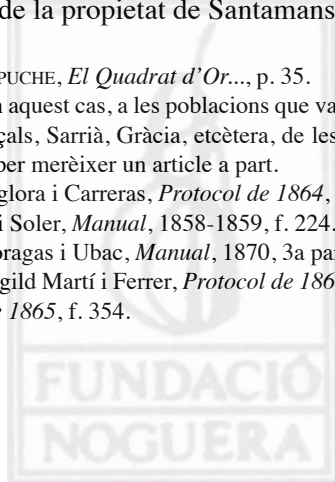 de la propietat de Santamans
PUCHE, El Quadrat d'Or..., p. 35.
aquest cas, a les poblacions que va
çals, Sarrià, Gràcia, etcètera, de les
per merèixer un article a part.
glora i Carreras, Protocol de 1864,
i Soler, Manual, 1858-1859, f. 224.
bragas i Ubac, Manual, 1870, 3a par
gild Martí i Ferrer, Protocol de 186
1865, f. 354.
FUNDACIÓ
NOGUERA